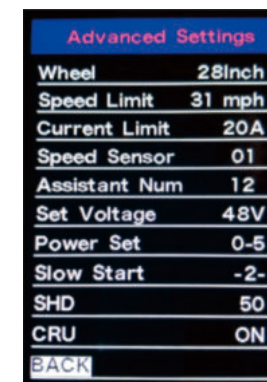 Advanced Settings
Wheel 28Inch
Speed Limit 31 mph
Current Limit 20A
Speed Sensor 01
Assistant Num 12
Set Voltage 48V
Power Set 0-5
Slow Start -2-
SHD 50
CRU ON
BACK